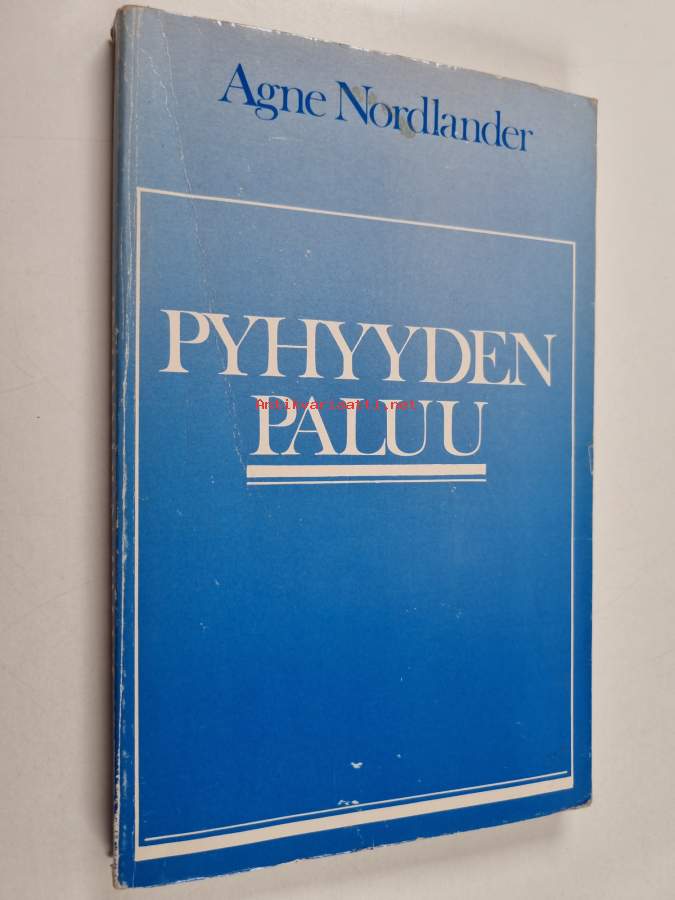 Agne Nordlander
PYHYYDEN
Antikvariaatti.net
PALUU